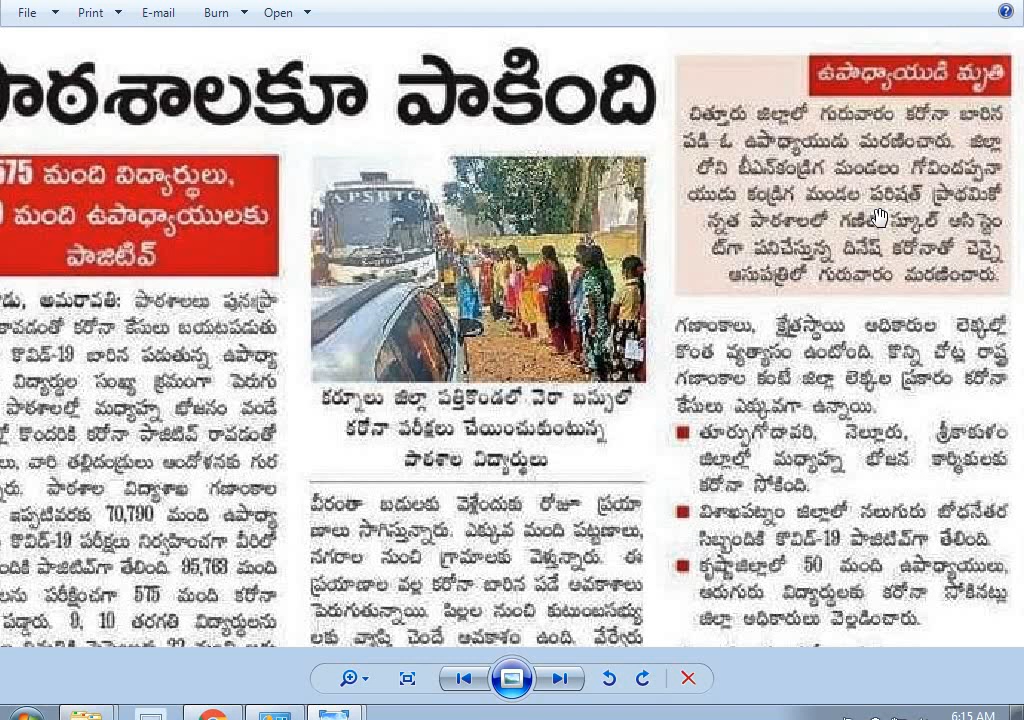 File
Print
E-mail
Burn
Open
పాఠశాలకూ పాకింది
575 మంది విద్యార్థులు,
మంది ఉపాధ్యాయులకు
పాజిటివ్
అమరావతి: పాఠశాలలు పునఃప్రా
కావడంతో కరోనా కేసులు బయటపడుతు
కొవిడ్-19 బారిన పడుతున్న ఉపాధ్యా
విద్యార్థుల సంఖ్య క్రమంగా పెరుగు
పాఠశాలల్లో మధ్యాహ్న భోజనం వండే
కొందరికి కరోనా పాజిటివ్ రావడంతో
లు, వారి తల్లిదండ్రులు ఆందోళనకు గుర
పాఠశాల విద్యాశాఖ గణాంకాల
ఇప్పటివరకు 70,790 మంది ఉపాధ్యా
కొవిడ్-19 పరీక్షలు నిర్వహించగా వీరిలో
మందికి పాజిటివ్‌గా తేలింది. 95,763 మంది
లను పరీక్షించగా 575 మంది కరోనా
పడ్డారు. 9, 10 తరగతి విద్యార్థులను
APSRTC
కర్నూలు జిల్లా పత్తికొండలో వెరా బస్సులో
కరోనా పరీక్షలు చేయించుకుంటున్న
పాఠశాల విద్యార్థులు
వీరంతా బడులకు వెళ్లేందుకు రోజూ ప్రయా
ణాలు సాగిస్తున్నారు. ఎక్కువ మంది పట్టణాలు,
నగరాల నుంచి గ్రామాలకు వెళ్తున్నారు. ఈ
ప్రయాణాల వల్ల కరోనా బారిన పడే అవకాశాలు
పెరుగుతున్నాయి. పిల్లల నుంచి కుటుంబసభ్యు
లకు వ్యాప్తి చెందే అవకాశం ఉంది. వేర్వేరు
ఉపాధ్యాయుడి మృతి
చిత్తూరు జిల్లాలో గురువారం కరోనా బారిన
పడి ఓ ఉపాధ్యాయుడు మరణించారు. జిల్లా
లోని బీఎన్‌కండ్రిగ మండలం గోవిందప్పనా
యుడు కండ్రిగ మండల పరిషత్ ప్రాథమికో
న్నత పాఠశాలలో గణిత స్కూల్ అసిస్టెం
ట్‌గా పనిచేస్తున్న దినేష్ కరోనాతో చెన్నై
ఆసుపత్రిలో గురువారం మరణించారు.
గణాంకాలు, క్షేత్రస్థాయి అధికారుల లెక్కల్లో
కొంత వ్యత్యాసం ఉంటోంది. కొన్ని చోట్ల రాష్ట్ర
గణాంకాల కంటే జిల్లా లెక్కల ప్రకారం కరోనా
కేసులు ఎక్కువగా ఉన్నాయి.
తూర్పుగోదావరి, నెల్లూరు, శ్రీకాకుళం
జిల్లాల్లో మధ్యాహ్న భోజన కార్మికులకు
కరోనా సోకింది.
విశాఖపట్నం జిల్లాలో నలుగురు బోధనేతర
సిబ్బందికి కొవిడ్-19 పాజిటివ్‌గా తేలింది.
కృష్ణాజిల్లాలో 50 మంది ఉపాధ్యాయులు,
ఆరుగురు విద్యార్థులకు కరోనా సోకినట్లు
జిల్లా అధికారులు వెల్లడించారు.
6:15 AM